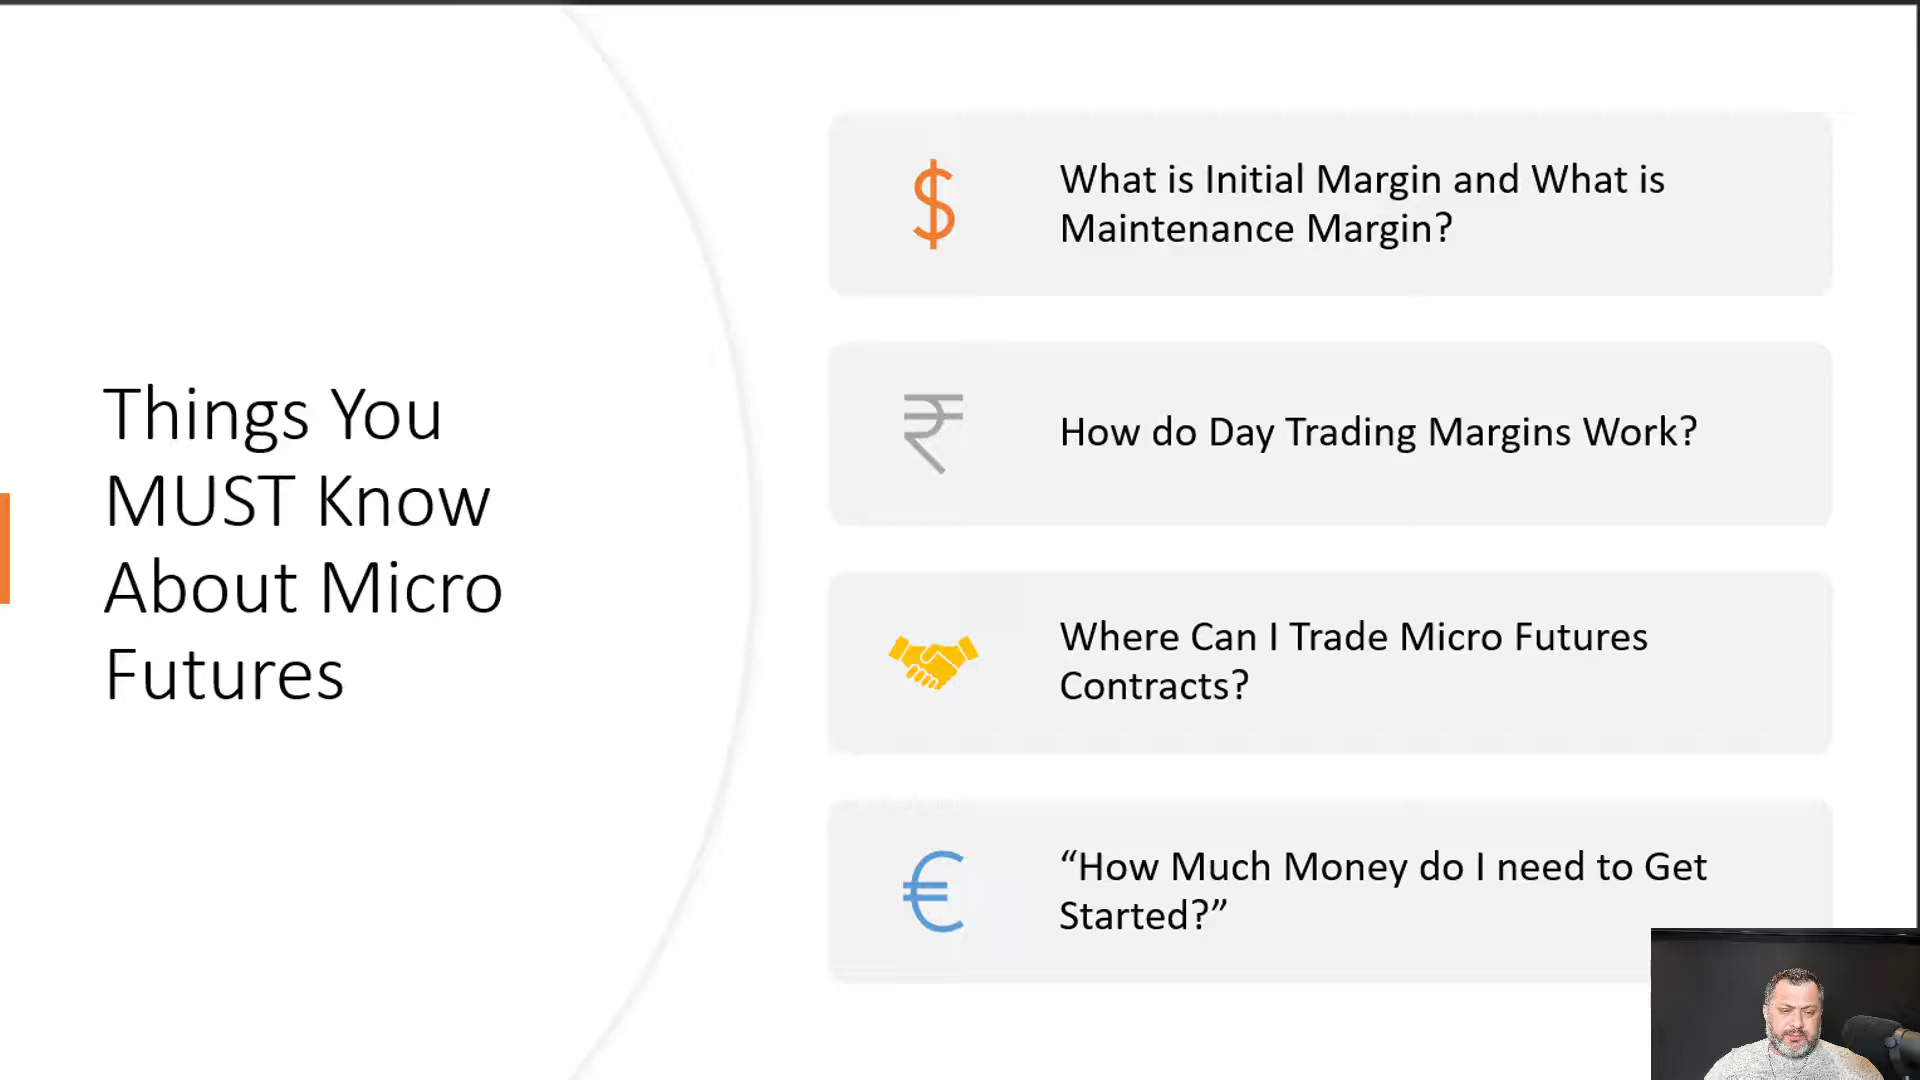 Things You
MUST Know
About Micro
Futures
$
What is Initial Margin and What is
Maintenance Margin?
₹
How do Day Trading Margins Work?
Where Can I Trade Micro Futures
Contracts?
€
“How Much Money do I need to Get
Started?”